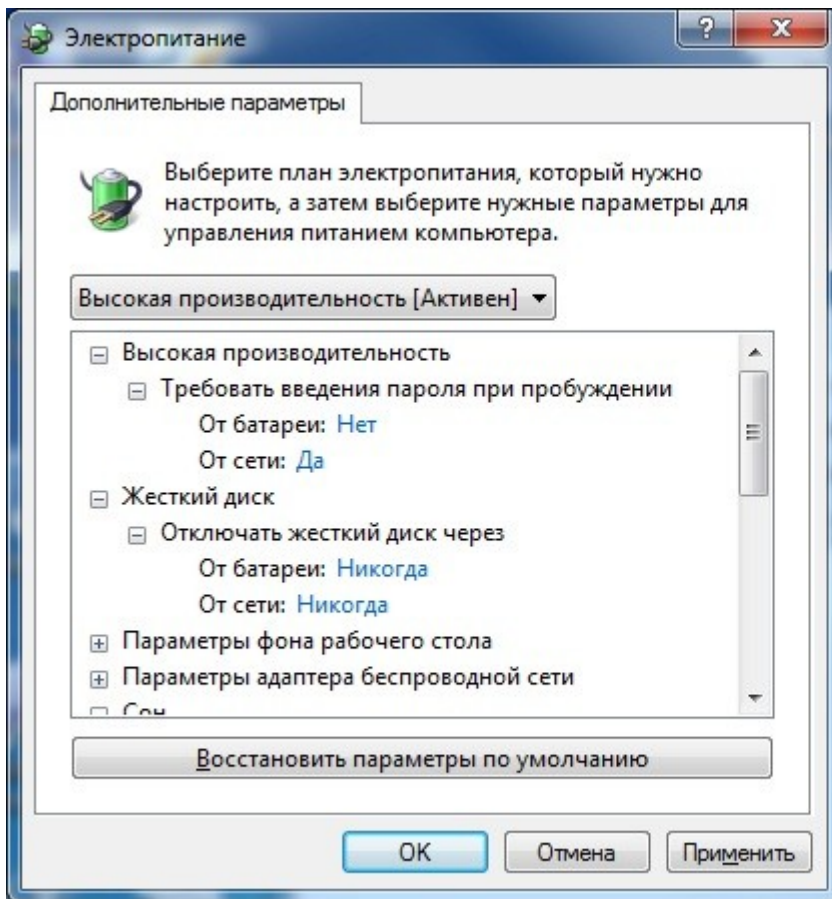 Электропитание
?
X
Дополнительные параметры
Выберите план электропитания, который нужно
настроить, а затем выберите нужные параметры для
управления питанием компьютера.
Высокая производительность [Активен]
Высокая производительность
Требовать введения пароля при пробуждении
От батареи: Нет
От сети: Да
Жесткий диск
Отключать жесткий диск через
От батареи: Никогда
От сети: Никогда
Параметры фона рабочего стола
Параметры адаптера беспроводной сети
Сон
Восстановить параметры по умолчанию
OK Отмена Применить